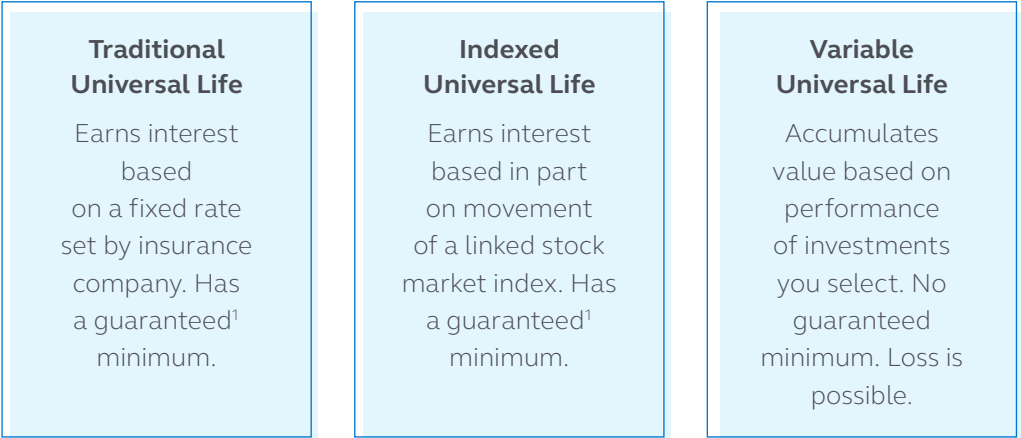 Traditional
Universal Life
Earns interest
based
on a fixed rate
set by insurance
company. Has
a guaranteed¹
minimum.
Indexed
Universal Life
Earns interest
based in part
on movement
of a linked stock
market index. Has
a guaranteed¹
minimum.
Variable
Universal Life
Accumulates
value based on
performance
of investments
you select. No
guaranteed
minimum. Loss is
possible.